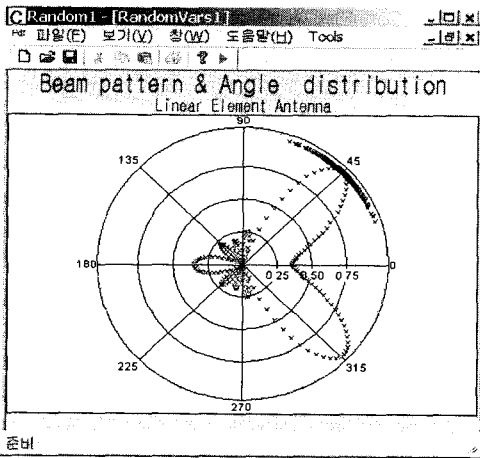 Random1 - [RandomVars1]
파일(F) 보기(V) 창(W) 도움말(H) Tools
Beam pattern & Angle distribution
Linear Element Antenna
90
135
45
180
0.25 0.50 0.75
0
225
315
270
준비